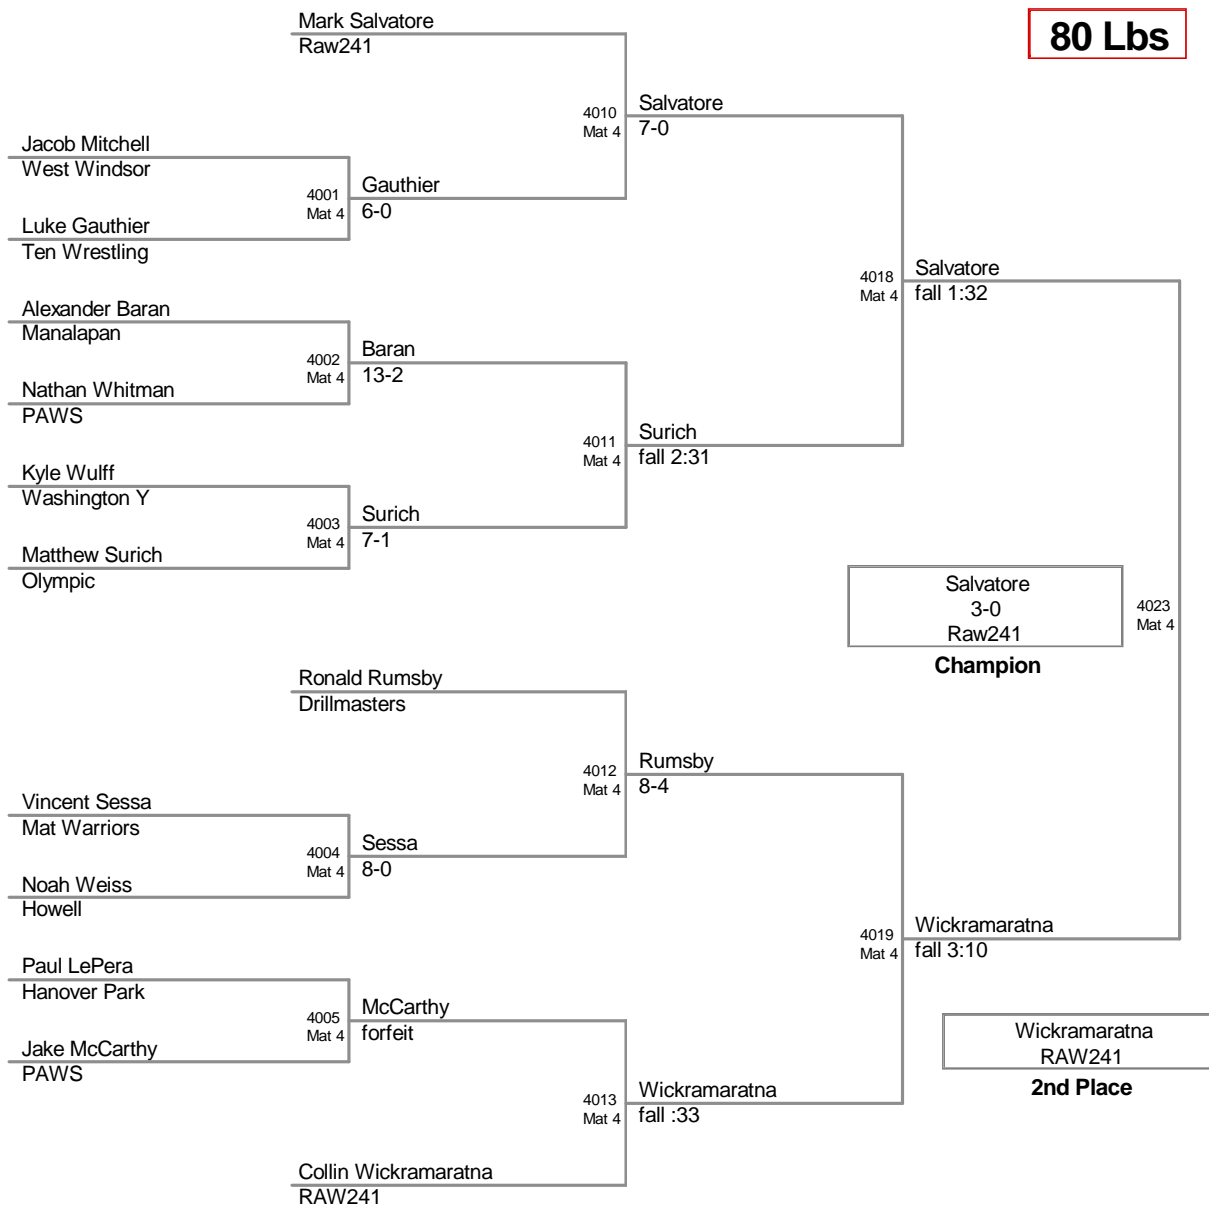 Mark Salvatore
Raw241
80 Lbs
4010
Mat 4
Salvatore
7-0
Jacob Mitchell
West Windsor
4001
Mat 4
Gauthier
6-0
Luke Gauthier
Ten Wrestling
4018
Mat 4
Salvatore
fall 1:32
Alexander Baran
Manalapan
4002
Mat 4
Baran
13-2
Nathan Whitman
PAWS
4011
Mat 4
Surich
fall 2:31
Kyle Wulff
Washington Y
4003
Mat 4
Surich
7-1
Matthew Surich
Olympic
Salvatore
3-0
Raw241
Champion
4023
Mat 4
Ronald Rumsby
Drillmasters
4012
Mat 4
Rumsby
8-4
Vincent Sessa
Mat Warriors
4004
Mat 4
Sessa
8-0
Noah Weiss
Howell
4019
Mat 4
Wickramaratna
fall 3:10
Paul LePera
Hanover Park
4005
Mat 4
McCarthy
forfeit
Jake McCarthy
PAWS
Wickramaratna
RAW241
2nd Place
4013
Mat 4
Wickramaratna
fall :33
Collin Wickramaratna
RAW241